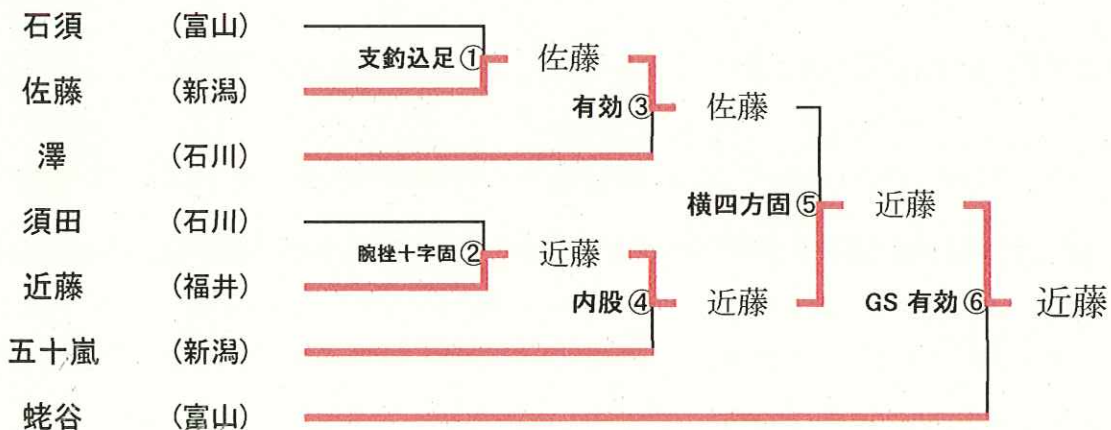 石須 (富山)
支釣込足① 佐藤
佐藤 (新潟)
有効③ 佐藤
澤 (石川)
横四方固⑤ 近藤
須田 (石川)
腕挫十字固② 近藤
近藤 (福井)
内股④ 近藤
GS 有効⑥ 近藤
五十嵐 (新潟)
蛯谷 (富山)